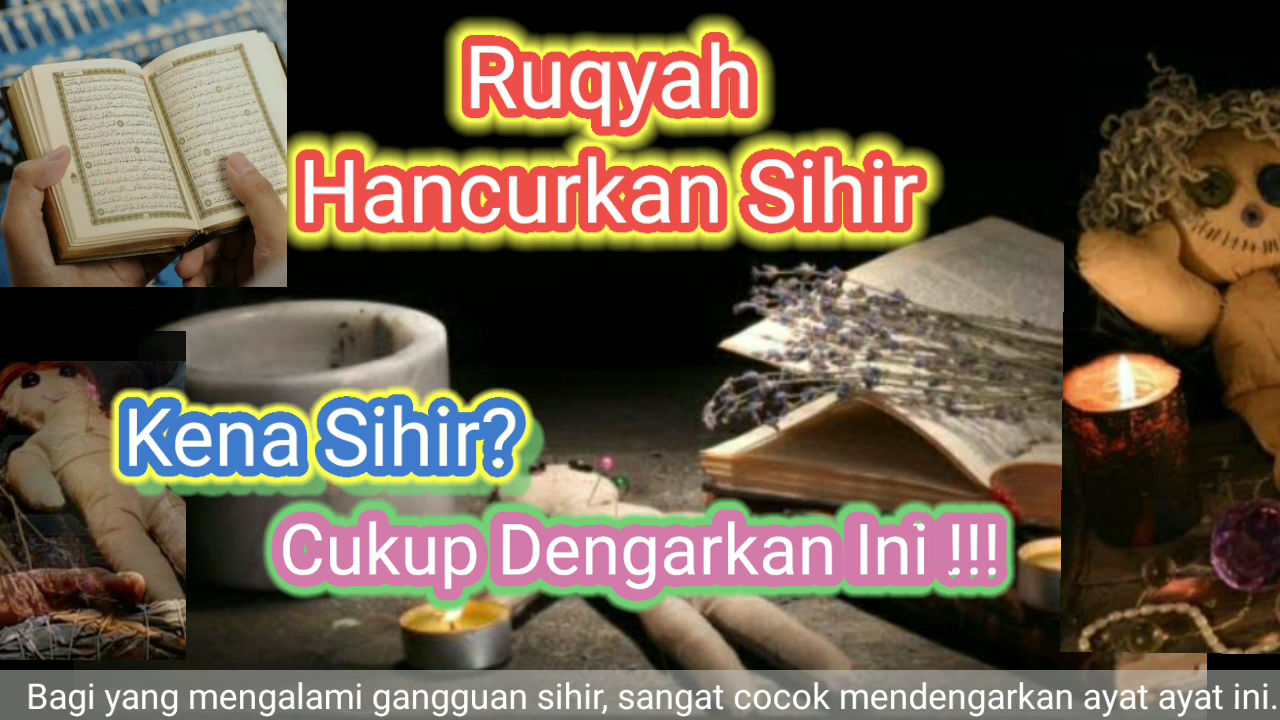 Ruqyah
Hancurkan Sihir
Kena Sihir?
Cukup Dengarkan Ini !!!
Bagi yang mengalami gangguan sihir, sangat cocok mendengarkan ayat ayat ini.